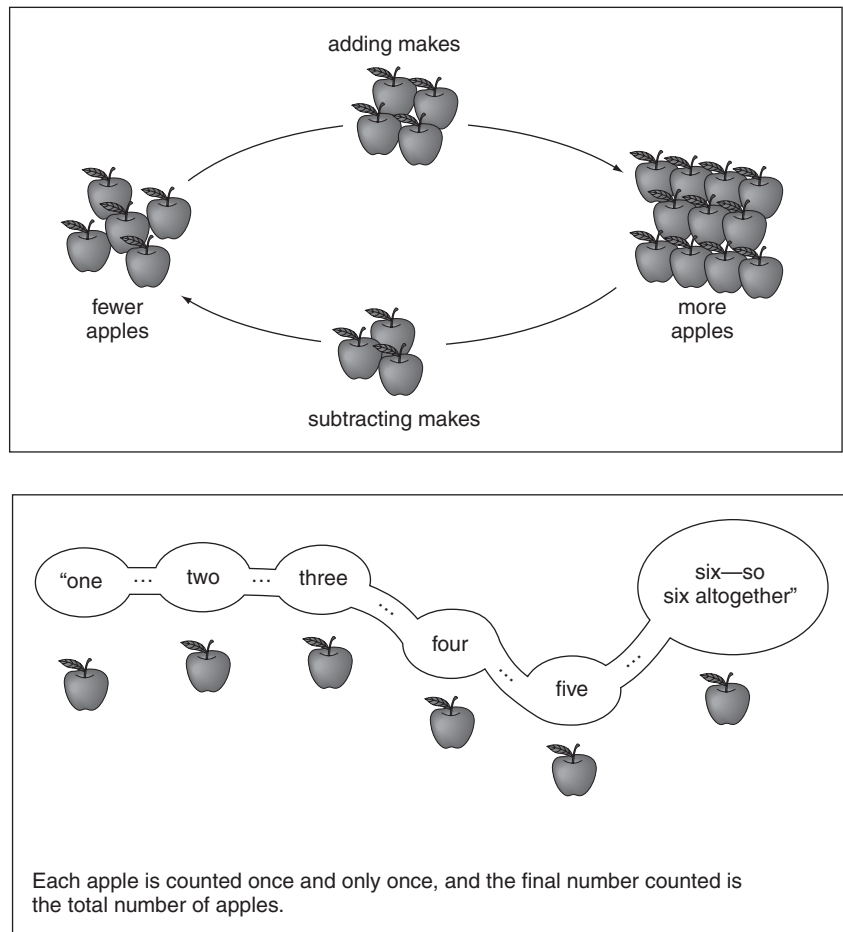 adding makes
fewer
apples
more
apples
subtracting makes
“one
...
two
...
three
...
four
...
five
...
six—so
six altogether”
Each apple is counted once and only once, and the final number counted is
the total number of apples.